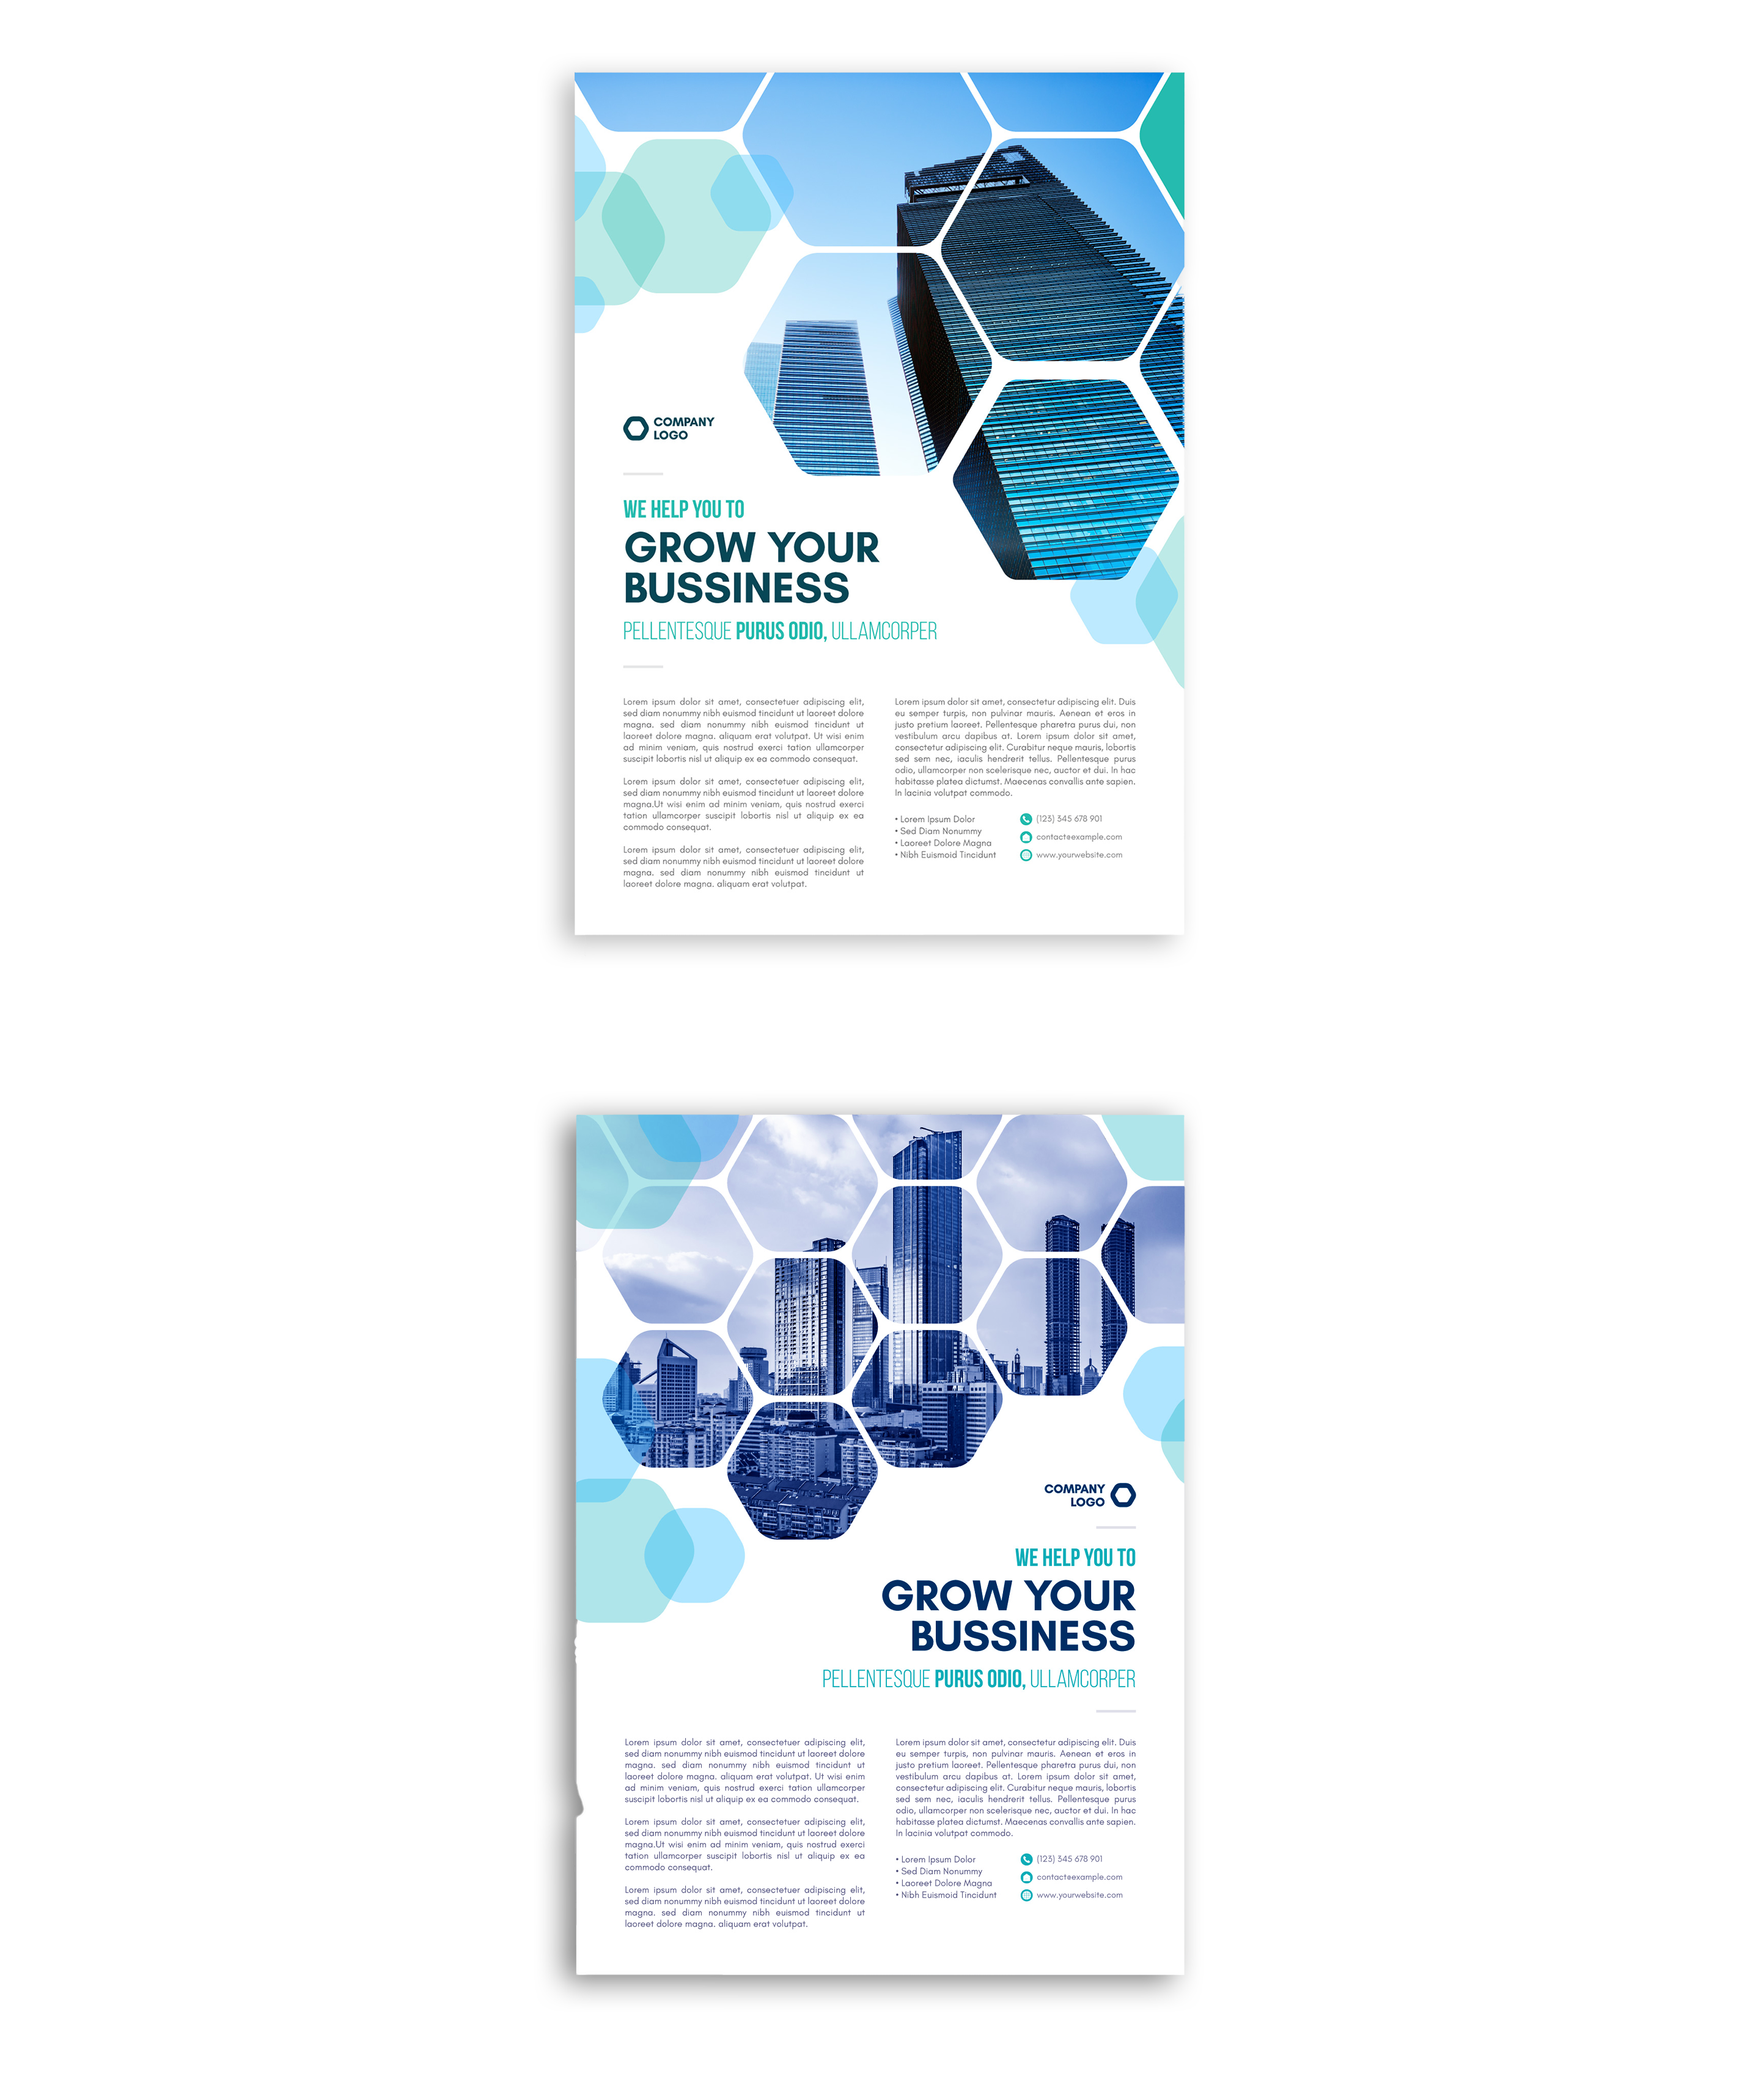 COMPANY
LOGO
WE HELP YOU TO
GROW YOUR
BUSSINESS
PELLENTESQUE PURUS ODIO, ULLAMCORPER
Lorem ipsum dolor sit amet, consectetuer adipiscing elit,
sed diam nonummy nibh euismod tincidunt ut laoreet dolore
magna. sed diam nonummy nibh euismod tincidunt ut
laoreet dolore magna. aliquam erat volutpat. Ut wisi enim
ad minim veniam, quis nostrud exerci tation ullamcorper
suscipit lobortis nisl ut aliquip ex ea commodo consequat.
Lorem ipsum dolor sit amet, consectetuer adipiscing elit,
sed diam nonummy nibh euismod tincidunt ut laoreet dolore
magna.Ut wisi enim ad minim veniam, quis nostrud exerci
tation ullamcorper suscipit lobortis nisl ut aliquip ex ea
commodo consequat.
Lorem ipsum dolor sit amet, consectetuer adipiscing elit,
sed diam nonummy nibh euismod tincidunt ut laoreet dolore
magna. sed diam nonummy nibh euismod tincidunt ut
laoreet dolore magna. aliquam erat volutpat.
Lorem ipsum dolor sit amet, consectetur adipiscing elit. Duis
eu semper turpis, non pulvinar mauris. Aenean et eros in
justo pretium laoreet. Pellentesque pharetra purus dui, non
vestibulum arcu dapibus at. Lorem ipsum dolor sit amet,
consectetur adipiscing elit. Curabitur neque mauris, lobortis
sed sem nec, iaculis hendrerit tellus. Pellentesque purus
odio, ullamcorper non scelerisque nec, auctor et dui. In hac
habitasse platea dictumst. Maecenas convallis ante sapien.
In lacinia volutpat commodo.
• Lorem Ipsum Dolor
• Sed Diam Nonummy
• Laoreet Dolore Magna
• Nibh Euismoid Tincidunt
(123) 345 678 901
contacteexample.com
www.yourwebsite.com
COMPANY
LOGO
WE HELP YOU TO
GROW YOUR
BUSSINESS
PELLENTESQUE PURUS ODIO, ULLAMCORPER
Lorem ipsum dolor sit amet, consectetuer adipiscing elit,
sed diam nonummy nibh euismod tincidunt ut laoreet dolore
magna. sed diam nonummy nibh euismod tincidunt ut
laoreet dolore magna. aliquam erat volutpat. Ut wisi enim
ad minim veniam, quis nostrud exerci tation ullamcorper
suscipit lobortis nisl ut aliquip ex ea commodo consequat.
Lorem ipsum dolor sit amet, consectetuer adipiscing elit,
sed diam nonummy nibh euismod tincidunt ut laoreet dolore
magna.Ut wisi enim ad minim veniam, quis nostrud exerci
tation ullamcorper suscipit lobortis nisl ut aliquip ex ea
commodo consequat.
Lorem ipsum dolor sit amet, consectetuer adipiscing elit,
sed diam nonummy nibh euismod tincidunt ut laoreet dolore
magna. sed diam nonummy nibh euismod tincidunt ut
laoreet dolore magna. aliquam erat volutpat.
Lorem ipsum dolor sit amet, consectetur adipiscing elit. Duis
eu semper turpis, non pulvinar mauris. Aenean et eros in
justo pretium laoreet. Pellentesque pharetra purus dui, non
vestibulum arcu dapibus at. Lorem ipsum dolor sit amet,
consectetur adipiscing elit. Curabitur neque mauris, lobortis
sed sem nec, iaculis hendrerit tellus. Pellentesque purus
odio, ullamcorper non scelerisque nec, auctor et dui. In hac
habitasse platea dictumst. Maecenas convallis ante sapien.
In lacinia volutpat commodo.
• Lorem Ipsum Dolor
• Sed Diam Nonummy
• Laoreet Dolore Magna
• Nibh Euismoid Tincidunt
(123) 345 678 901
contacteexample.com
www.yourwebsite.com